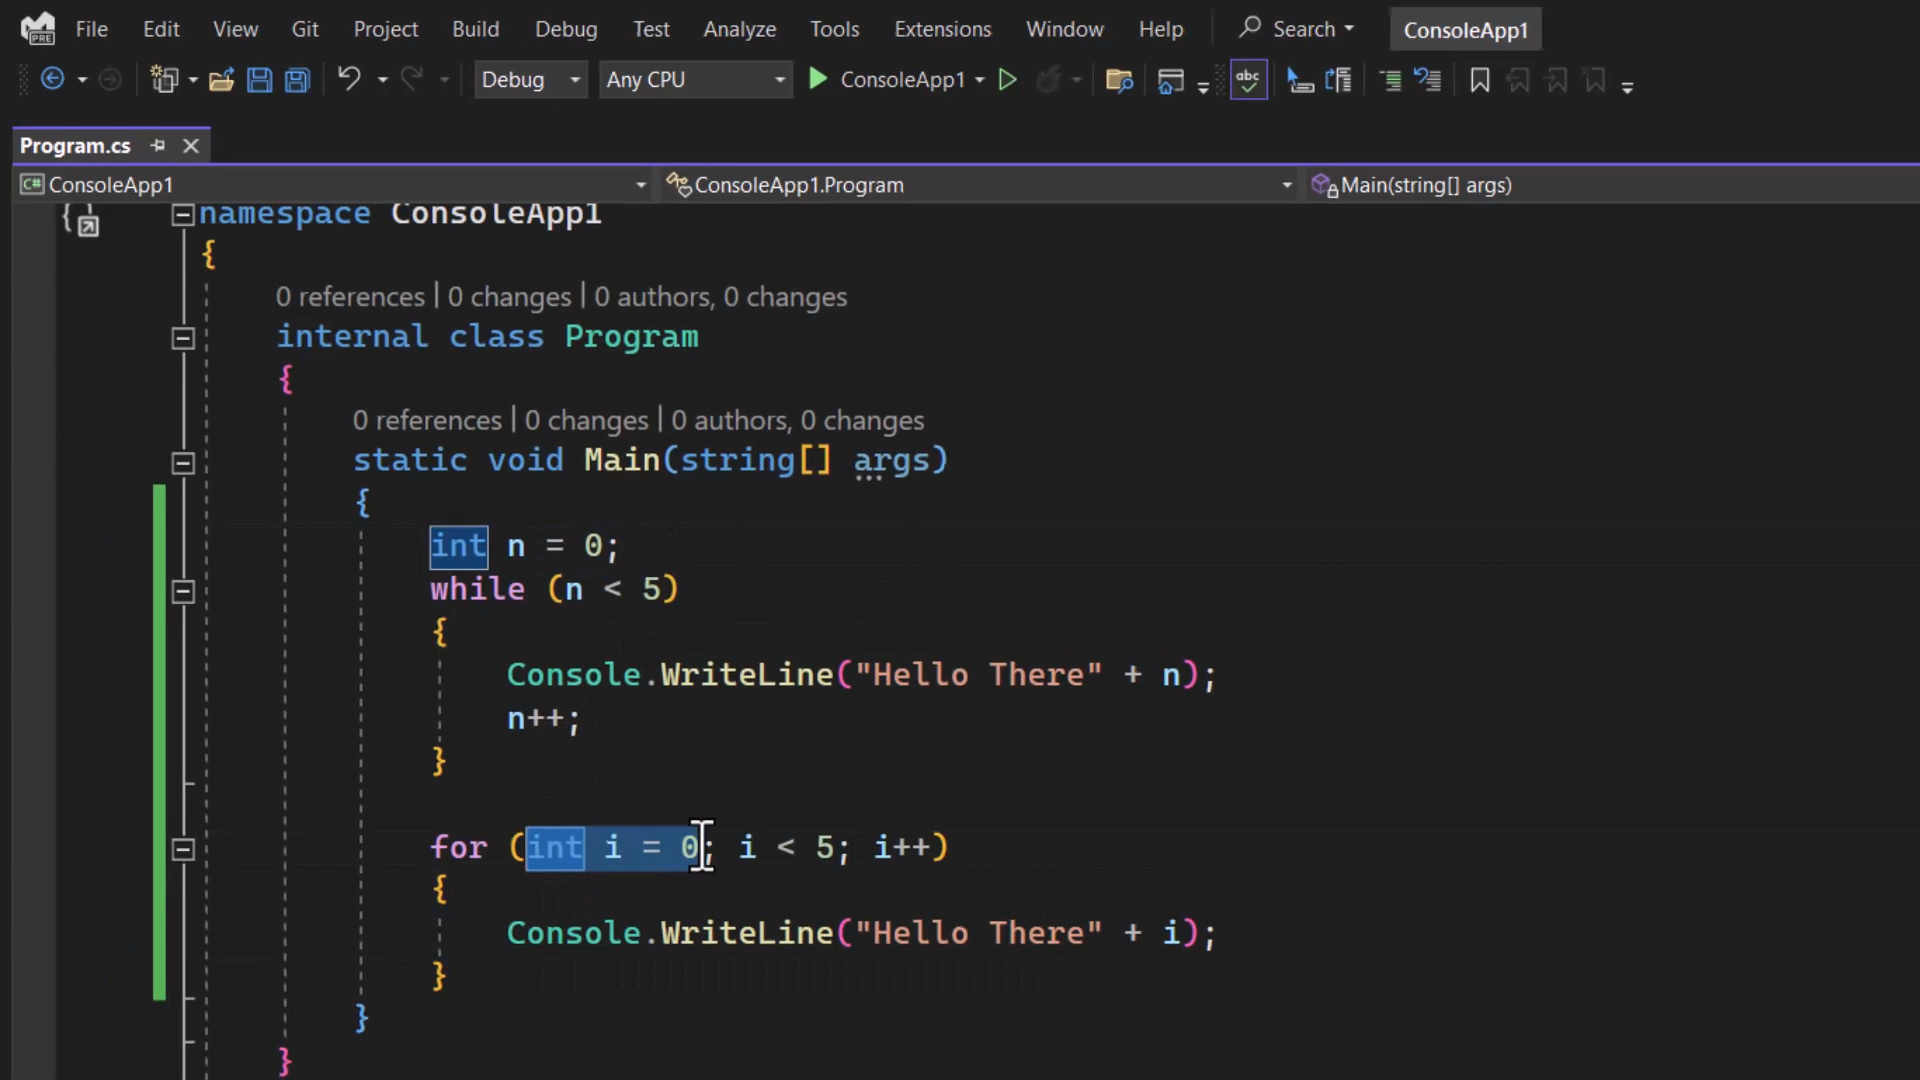 PRE File Edit View Git Project Build Debug Test Analyze Tools Extensions Window Help Search ConsoleApp1
Debug Any CPU ConsoleApp1 abc
Program.cs
C# ConsoleApp1 ConsoleApp1.Program Main(string[] args)
namespace ConsoleApp1
{
0 references | 0 changes | 0 authors, 0 changes
internal class Program
{
0 references | 0 changes | 0 authors, 0 changes
static void Main(string[] args)
{
int n = 0;
while (n < 5)
{
Console.WriteLine("Hello There" + n);
n++;
}
for (int i = 0; i < 5; i++)
{
Console.WriteLine("Hello There" + i);
}
}
}